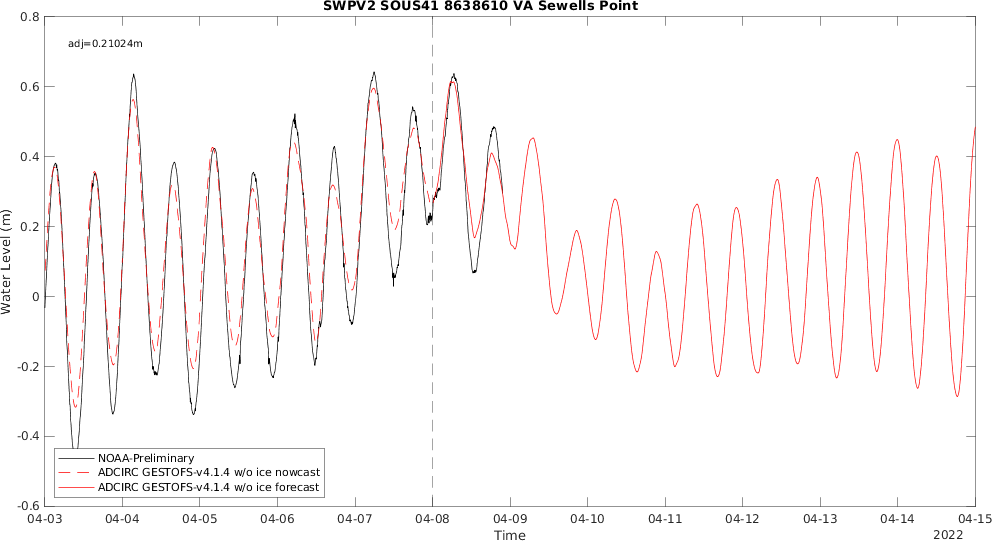 SWPV2 SOUS41 8638610 VA Sewells Point
adj=0.21024m
0.8
0.6
0.4
0.2
0
-0.2
-0.4
-0.6
Water Level (m)
NOAA-Preliminary
ADCIRC GESTOFS-v4.1.4 w/o ice nowcast
ADCIRC GESTOFS-v4.1.4 w/o ice forecast
04-03 04-04 04-05 04-06 04-07 04-08 04-09 04-10 04-11 04-12 04-13 04-14 04-15
Time
2022